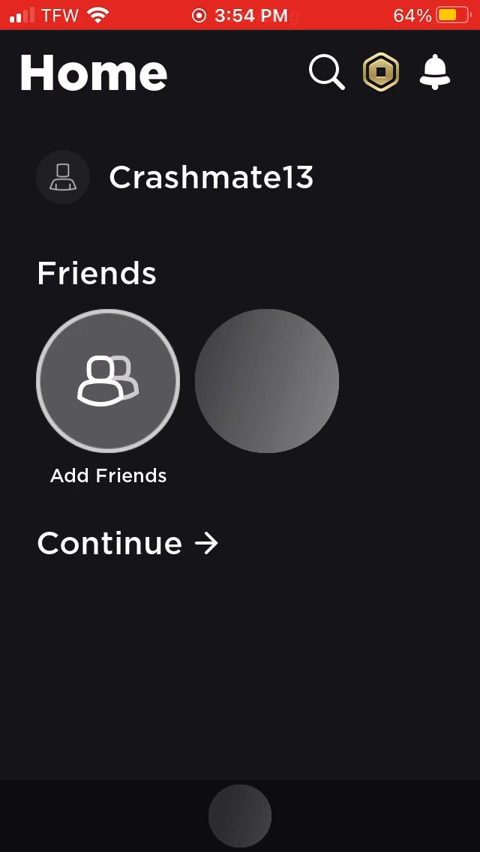 TFW 3:54 PM 64%
Home
Crashmate13
Friends
Add Friends
Continue →